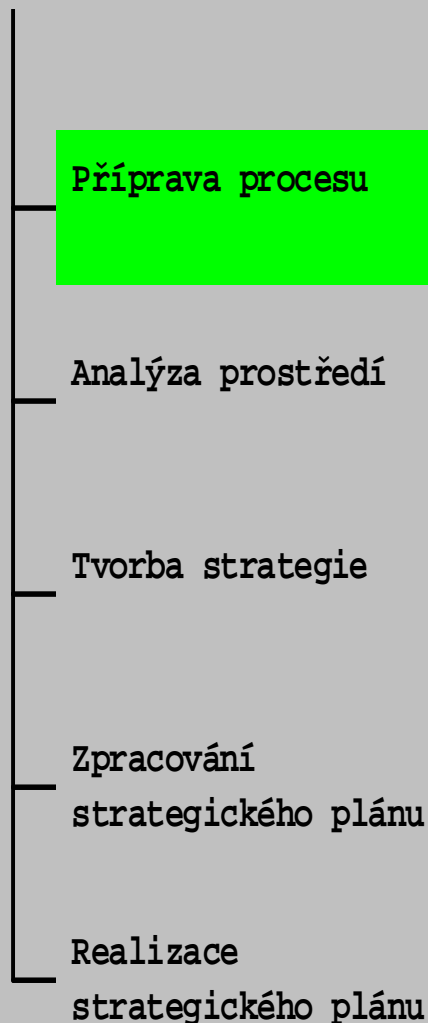 Příprava procesu
Analýza prostředí
Tvorba strategie
Zpracování
strategického plánu
Realizace
strategického plánu